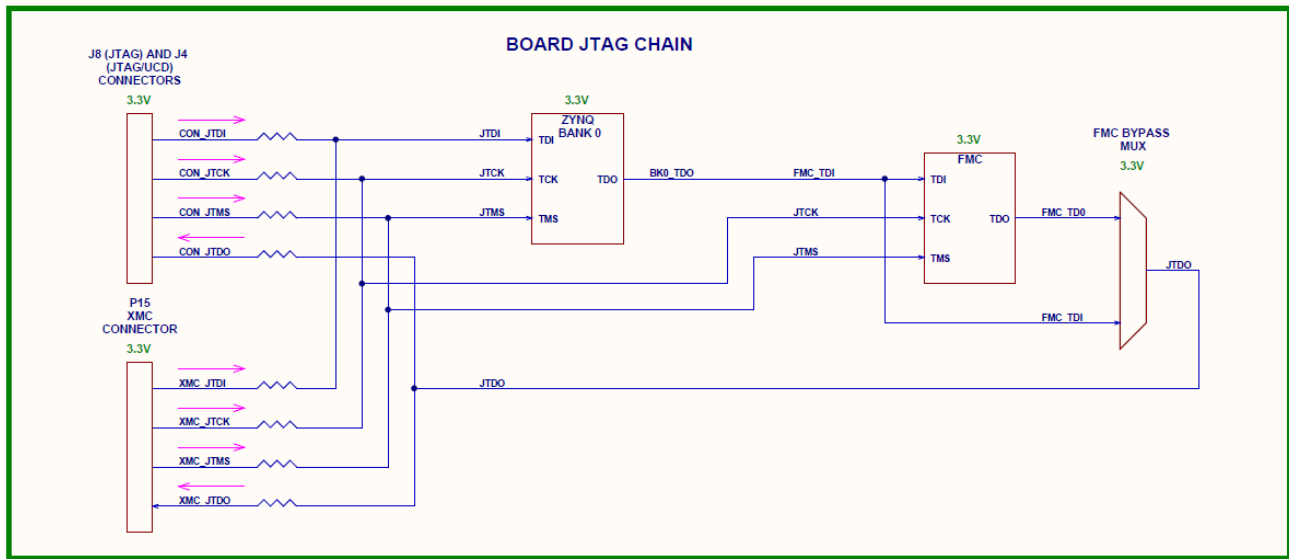 BOARD JTAG CHAIN
J8 (JTAG) AND J4
(JTAG/UCD)
CONNECTORS
3.3V
CON_JTDI
CON_JTCK
CON_JTMS
CON_JTDO
P15
XMC
CONNECTOR
3.3V
XMC_JTDI
XMC_JTCK
XMC_JTMS
XMC_JTDO
JTDI
JTCK
JTMS
3.3V
ZYNQ
BANK 0
TDI
TCK
TDO
TMS
BK0_TDO
FMC_TDI
JTCK
JTMS
3.3V
FMC
TDI
TCK
TDO
TMS
FMC_TD0
FMC_TDI
FMC BYPASS
MUX
3.3V
JTDO
JTDO